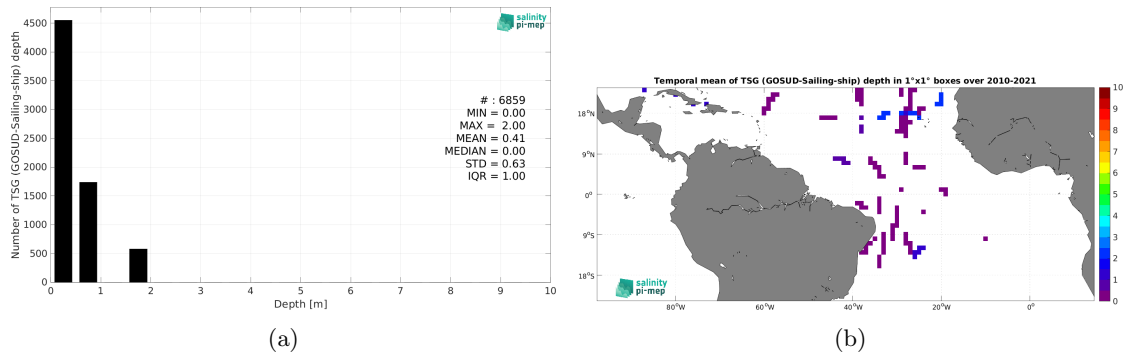 4500
4000
3500
3000
2500
2000
1500
1000
500
0
Number of TSG (GOSUD-Sailing-ship) depth
0 1 2 3 4 5 6 7 8 9 10
Depth [m]
salinity
pi-mep
# : 6859
MIN = 0.00
MAX = 2.00
MEAN = 0.41
MEDIAN = 0.00
STD = 0.63
IQR = 1.00
(a)
Temporal mean of TSG (GOSUD-Sailing-ship) depth in 1°x1° boxes over 2010-2021
18°N
9°N
0°
9°S
18°S
80°W 60°W 40°W 20°W 0°
10
9
8
7
6
5
4
3
2
1
0
salinity
pi-mep
(b)